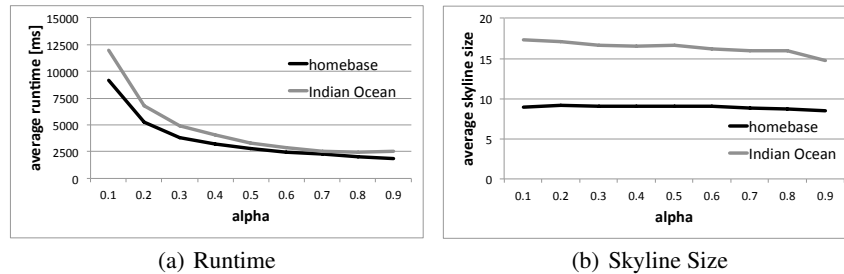 15000
12500
10000
7500
5000
2500
0
average runtime [ms]
homebase
Indian Ocean
0.1 0.2 0.3 0.4 0.5 0.6 0.7 0.8 0.9
alpha
(a) Runtime
20
15
10
5
0
average skyline size
homebase
Indian Ocean
0.1 0.2 0.3 0.4 0.5 0.6 0.7 0.8 0.9
alpha
(b) Skyline Size